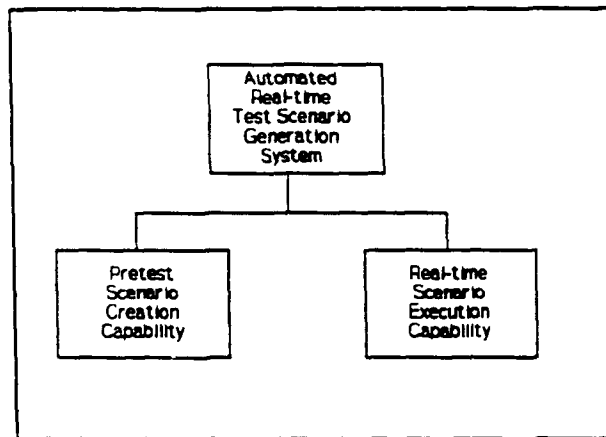 Automated
Real-time
Test Scenario
Generation
System
Pretest
Scenario
Creation
Capability
Real-time
Scenario
Execution
Capability